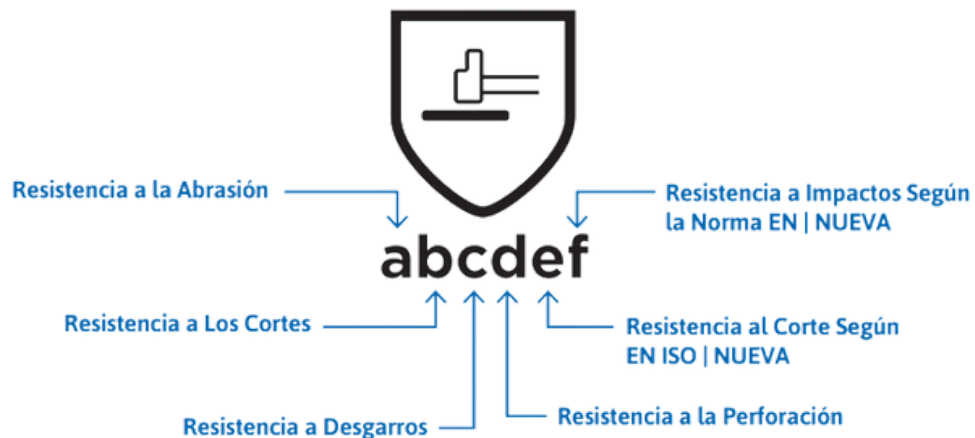 Resistencia a la Abrasión
Resistencia a Impactos Según
la Norma EN | NUEVA
abcdef
Resistencia a Los Cortes
Resistencia al Corte Según
EN ISO | NUEVA
Resistencia a Desgarros
Resistencia a la Perforación